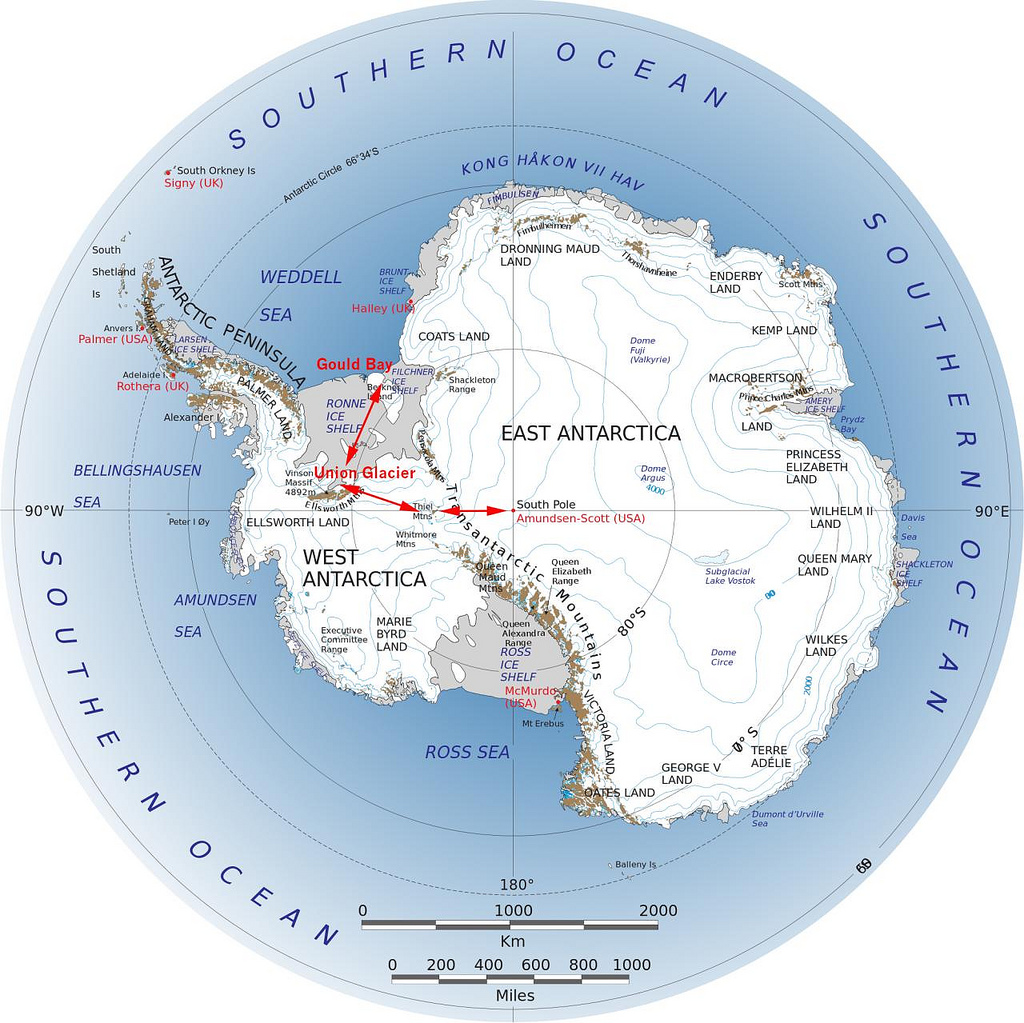 SOUTHERN OCEAN
Antarctic Circle 66°34'S
KONG HÅKON VII HAV
South Orkney Is
Signy (UK)
FIMBULISEN
Fimbulheimen
DRONNING MAUD
LAND
Thorshavnheine
ENDERBY
LAND
Scott Mtns
SOUTHERN OCEAN
South
Shetland
Is
ANTARCTIC PENINSULA
WEDDELL
SEA
BRUNT
ICE
SHELF
Halley (UK)
COATS LAND
Dome
Fuji
(Valkyrie)
KEMP LAND
Anvers I
Palmer (USA)
LARSEN
ICE SHELF
Adelaide I
Rothera (UK)
PALMER LAND
Alexander I
Gould Bay
Berkner
Island
FILCHNER
ICE
SHELF
Shackleton
Range
RONNE
ICE
SHELF
MACROBERTSON
Prince Charles Mts
LAND
AMERY
ICE SHELF
Prydz
Bay
EAST ANTARCTICA
PRINCESS
ELIZABETH
LAND
BELLINGSHAUSEN
SEA
Union Glacier
Vinson
Massif
4892m
Ellsworth Mts
Pensacola Mts
Dome
Argus
4000
90°W
Peter I Øy
ELLSWORTH LAND
Thiel
Mtns
South Pole
Amundsen-Scott (USA)
WILHELM II
LAND
90°E
Davis
Sea
Whitmore
Mtns
Transantarctic Mountains
WEST
ANTARCTICA
Queen
Maud
Mtns
Queen
Elizabeth
Range
Subglacial
Lake Vostok
QUEEN MARY
LAND
SHACKLETON
ICE
SHELF
SOUTHERN OCEAN
AMUNDSEN
SEA
Executive
Committee
Range
MARIE
BYRD
LAND
Queen
Alexandra
Range
80°S
ROSS
ICE
SHELF
WILKES
LAND
Dome
Circe
2000
McMurdo
(USA)
Mt Erebus
VICTORIA LAND
ROSS SEA
TERRE
ADÉLIE
GEORGE V
LAND
OATES LAND
Dumont d'Urville
Sea
Balleny Is
180°
0 1000 2000
Km
0 200 400 600 800 1000
Miles